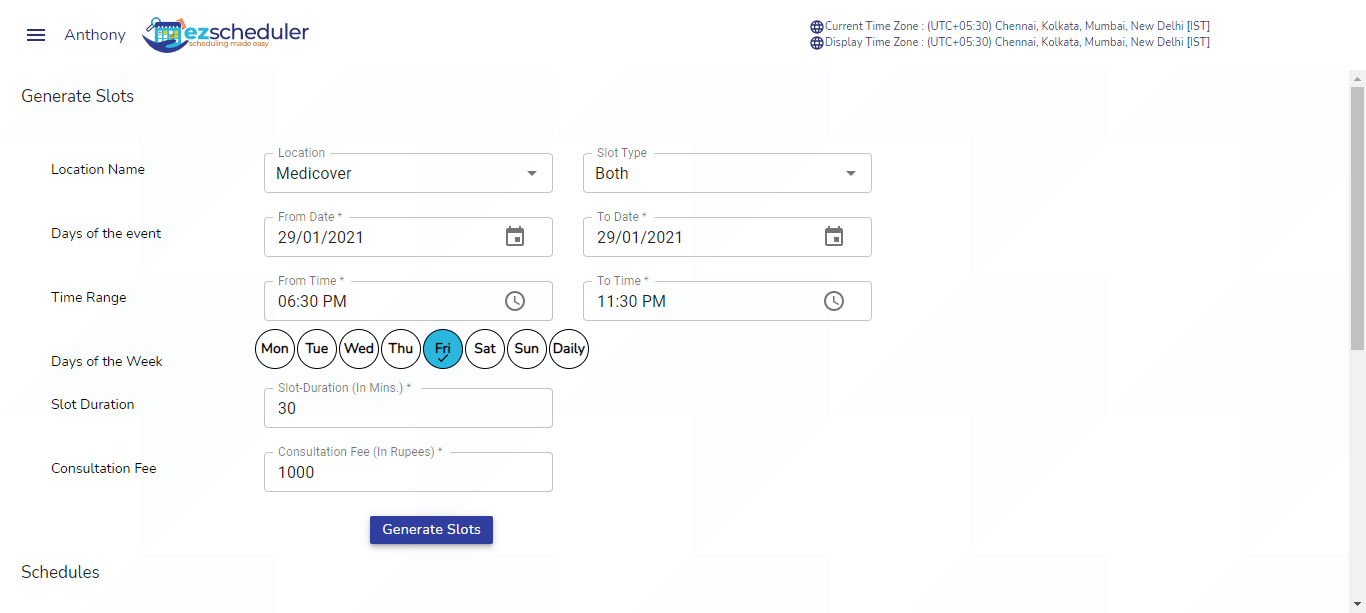 Anthony
ezscheduler
scheduling made easy
Current Time Zone : (UTC+05:30) Chennai, Kolkata, Mumbai, New Delhi [IST]
Display Time Zone : (UTC+05:30) Chennai, Kolkata, Mumbai, New Delhi [IST]
Generate Slots
Location Name
Location
Medicover
Slot Type
Both
Days of the event
From Date *
29/01/2021
To Date *
29/01/2021
Time Range
From Time *
06:30 PM
To Time *
11:30 PM
Days of the Week
Mon Tue Wed Thu Fri Sat Sun Daily
Slot Duration
Slot-Duration (In Mins.) *
30
Consultation Fee
Consultation Fee (In Rupees) *
1000
Generate Slots
Schedules